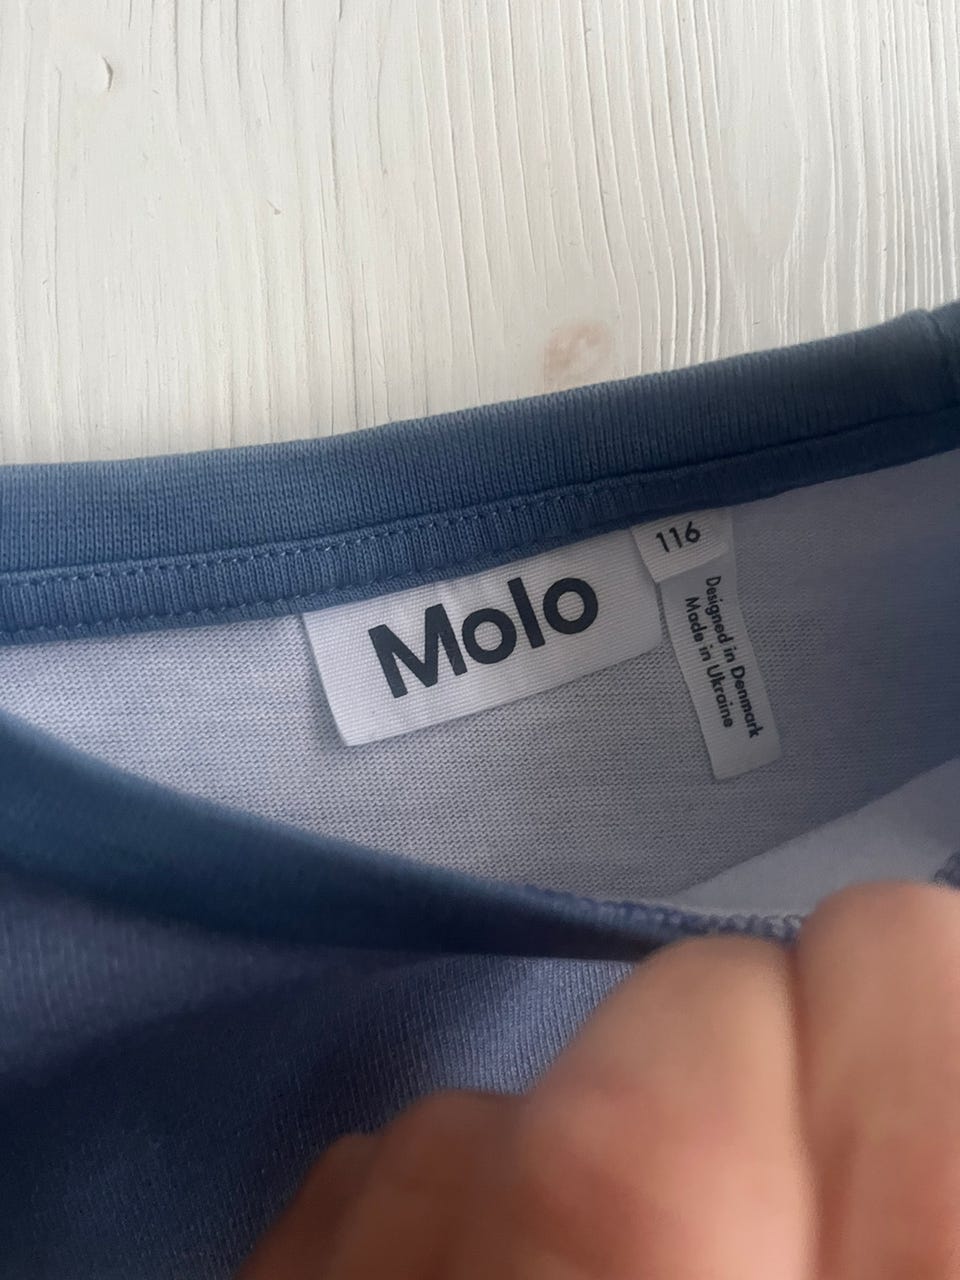 Molo
116
Designed in Denmark
Made in Ukraine